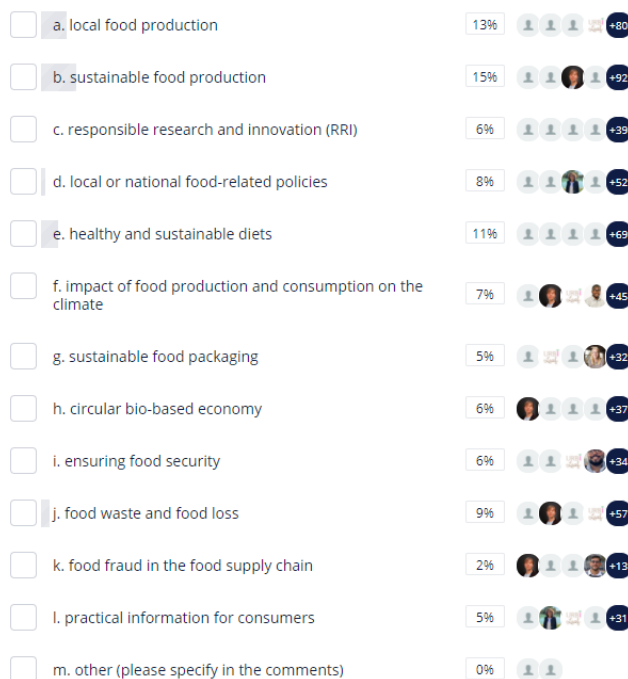 a. local food production 13% +80
b. sustainable food production 15% +92
c. responsible research and innovation (RRI) 6% +39
d. local or national food-related policies 8% +52
e. healthy and sustainable diets 11% +69
f. impact of food production and consumption on the
climate 7% +45
g. sustainable food packaging 5% +32
h. circular bio-based economy 6% +37
i. ensuring food security 6% +34
j. food waste and food loss 9% +57
k. food fraud in the food supply chain 2% +13
l. practical information for consumers 5% +31
m. other (please specify in the comments) 0%